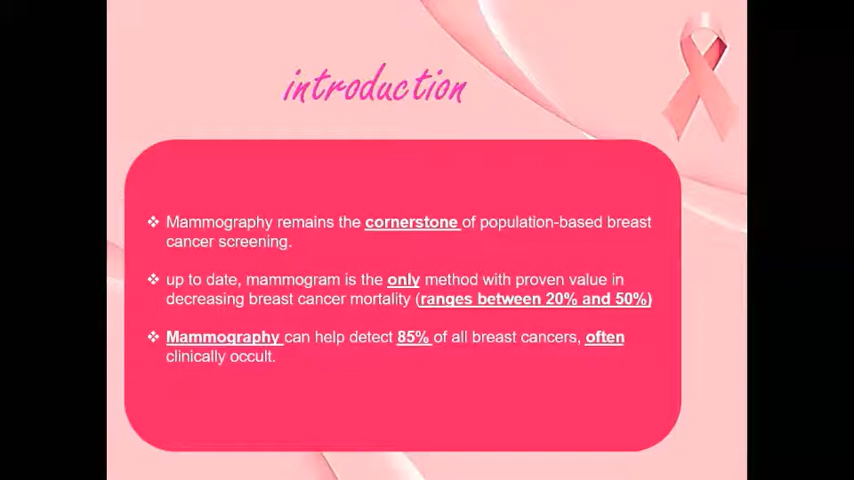 introduction
❖ Mammography remains the cornerstone of population-based breast
cancer screening.
❖ up to date, mammogram is the only method with proven value in
decreasing breast cancer mortality (ranges between 20% and 50%)
❖ Mammography can help detect 85% of all breast cancers, often
clinically occult.